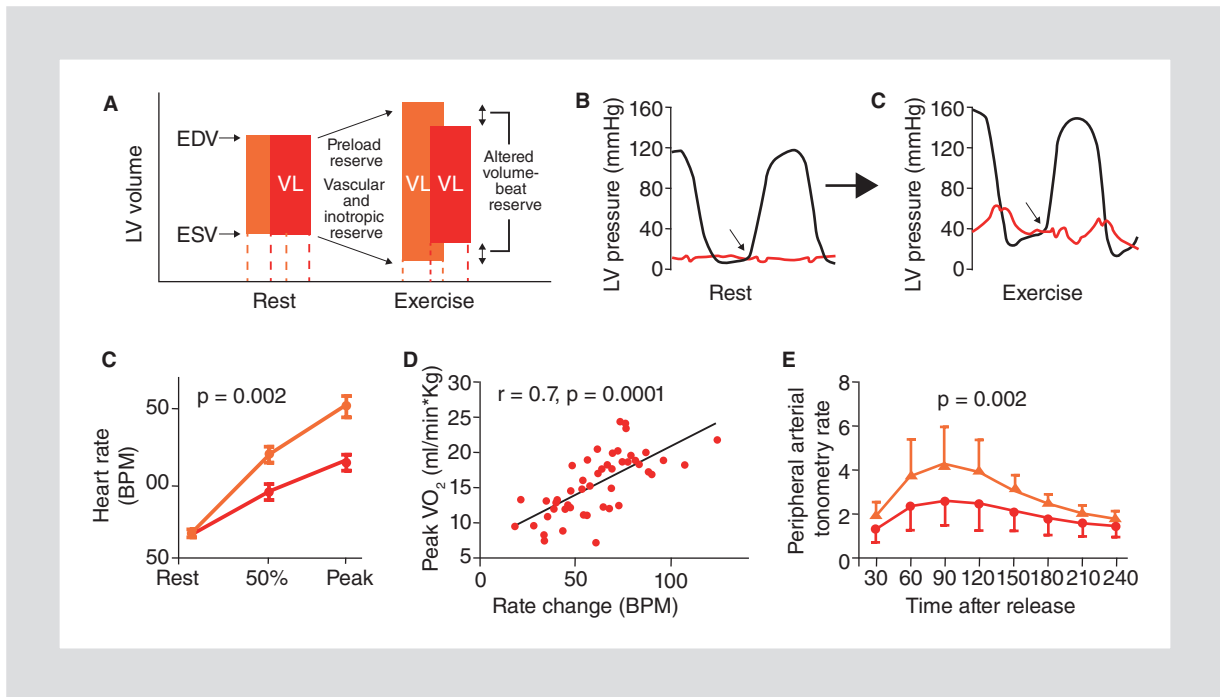 A
LV volume
EDV
ESV
VL
Preload
reserve
Vascular
and
inotropic
reserve
VL
VL
Altered
volume-
beat
reserve
Rest
Exercise
B
LV pressure (mmHg)
160
120
80
40
0
Rest
C
LV pressure (mmHg)
160
120
80
40
0
Exercise
C
Heart rate
(BPM)
50
00
50
p = 0.002
Rest
50%
Peak
D
Peak VO2 (ml/min*Kg)
30
25
20
15
10
5
r = 0.7, p = 0.0001
0
50
100
Rate change (BPM)
E
Peripheral arterial
tonometry rate
8
6
4
2
0
p = 0.002
30 60 90 120 150 180 210 240
Time after release